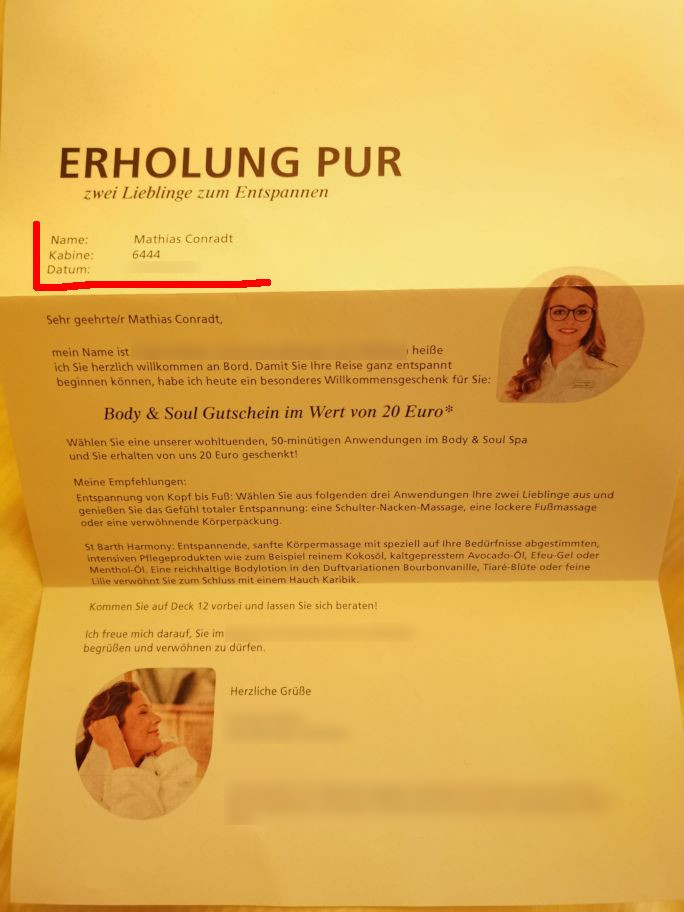 ERHOLUNG PUR
zwei Lieblinge zum Entspannen
Name: Mathias Conradt
Kabine: 6444
Datum:
Sehr geehrte/r Mathias Conradt,
mein Name ist heiße
ich Sie herzlich willkommen an Bord. Damit Sie Ihre Reise ganz entspannt
beginnen können, habe ich heute ein besonderes Willkommensgeschenk für Sie:
Body & Soul Gutschein im Wert von 20 Euro*
Wählen Sie eine unserer wohltuenden, 50-minütigen Anwendungen im Body & Soul Spa
und Sie erhalten von uns 20 Euro geschenkt!
Meine Empfehlungen:
Entspannung von Kopf bis Fuß: Wählen Sie aus folgenden drei Anwendungen Ihre zwei Lieblinge aus und
genießen Sie das Gefühl totaler Entspannung: eine Schulter-Nacken-Massage, eine lockere Fußmassage
oder eine verwöhnende Körperpackung.
St Barth Harmony: Entspannende, sanfte Körpermassage mit speziell auf Ihre Bedürfnisse abgestimmten,
intensiven Pflegeprodukten wie zum Beispiel reinem Kokosöl, kaltgepresstem Avocado-Öl, Efeu-Gel oder
Menthol-Öl. Eine reichhaltige Bodylotion in den Duftvariationen Bourbonvanille, Tiaré-Blüte oder feine
Lilie verwöhnt Sie zum Schluss mit einem Hauch Karibik.
Kommen Sie auf Deck 12 vorbei und lassen Sie sich beraten!
Ich freue mich darauf, Sie im
begrüßen und verwöhnen zu dürfen.
Herzliche Grüße